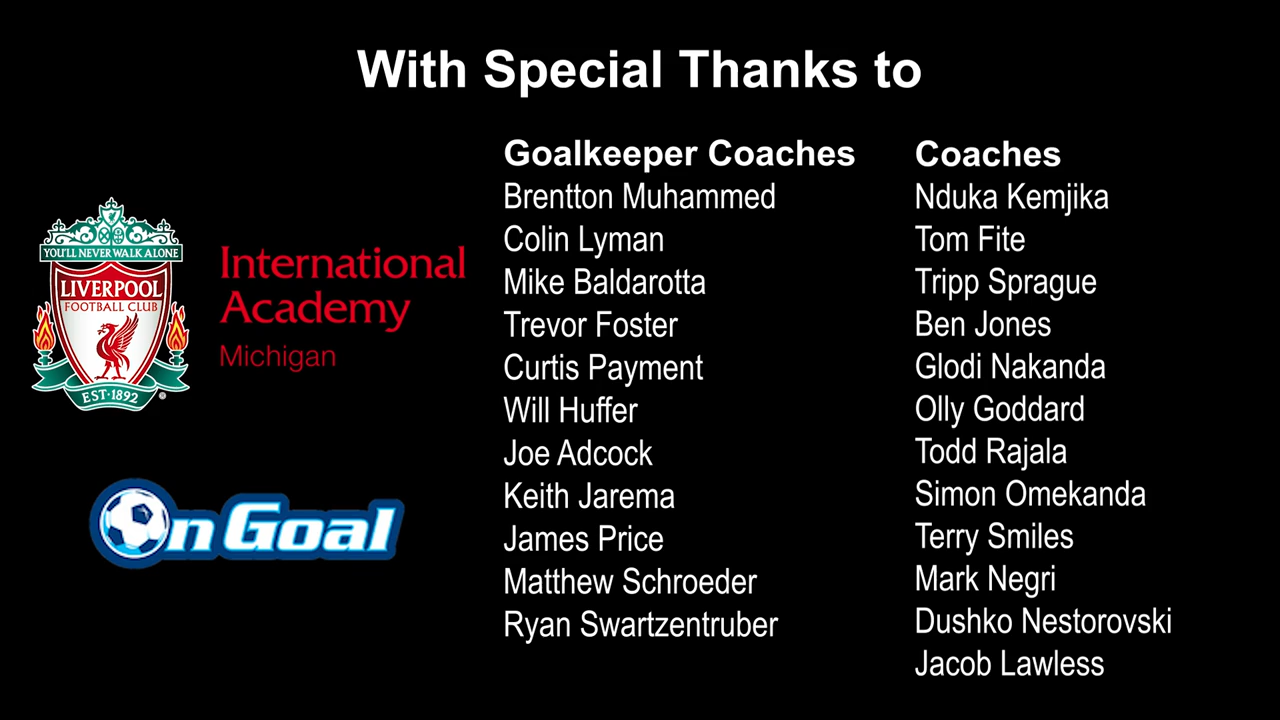 With Special Thanks to
YOU'LL NEVER WALK ALONE
LIVERPOOL
FOOTBALL CLUB
EST·1892
®
International
Academy
Michigan
On Goal
Goalkeeper Coaches
Brentton Muhammed
Colin Lyman
Mike Baldarotta
Trevor Foster
Curtis Payment
Will Huffer
Joe Adcock
Keith Jarema
James Price
Matthew Schroeder
Ryan Swartzentruber
Coaches
Nduka Kemjika
Tom Fite
Tripp Sprague
Ben Jones
Glodi Nakanda
Olly Goddard
Todd Rajala
Simon Omekanda
Terry Smiles
Mark Negri
Dushko Nestorovski
Jacob Lawless